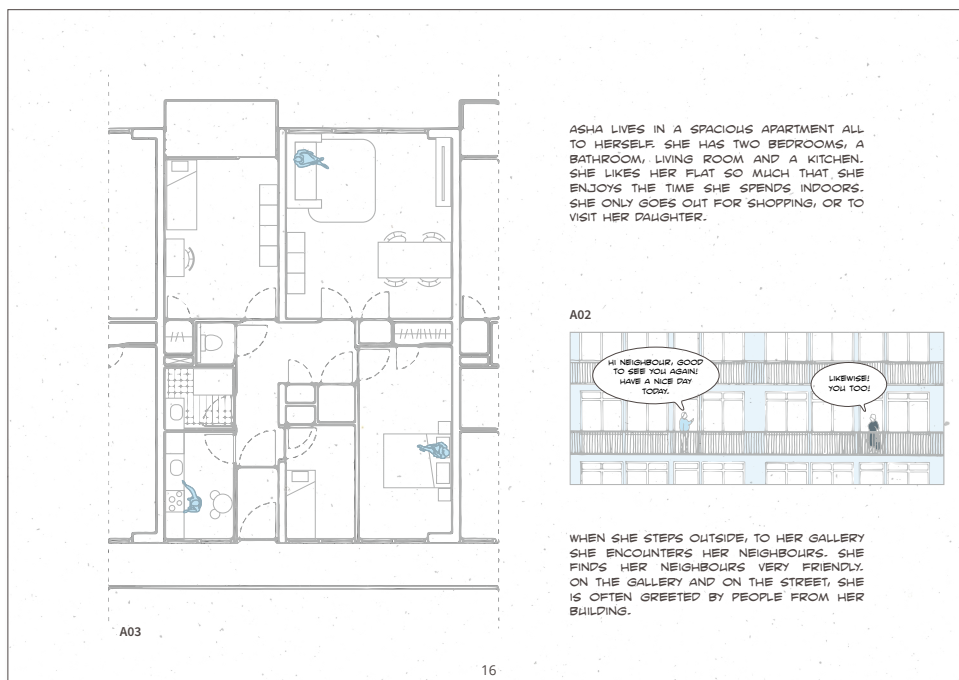 ASHA LIVES IN A SPACIOUS APARTMENT ALL
TO HERSELF. SHE HAS TWO BEDROOMS, A
BATHROOM, LIVING ROOM AND A KITCHEN.
SHE LIKES HER FLAT SO MUCH THAT SHE
ENJOYS THE TIME SHE SPENDS INDOORS.
SHE ONLY GOES OUT FOR SHOPPING, OR TO
VISIT HER DAUGHTER.
A02
HI NEIGHBOUR, GOOD
TO SEE YOU AGAIN!
HAVE A NICE DAY
TODAY.
LIKEWISE!
YOU TOO!
WHEN SHE STEPS OUTSIDE, TO HER GALLERY
SHE ENCOUNTERS HER NEIGHBOURS. SHE
FINDS HER NEIGHBOURS VERY FRIENDLY.
ON THE GALLERY AND ON THE STREET, SHE
IS OFTEN GREETED BY PEOPLE FROM HER
BUILDING.
A03
16